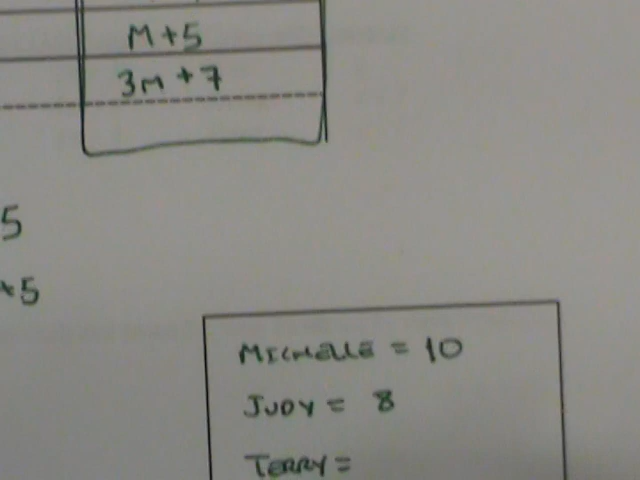 M+5
3M+7
5
+5
MICHELLE = 10
JUDY = 8
TERRY =